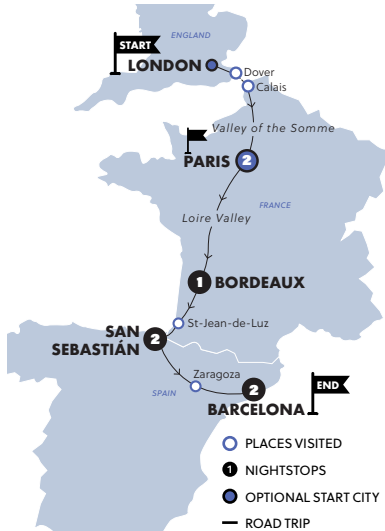 ENGLAND
START
LONDON
Dover
Calais
Valley of the Somme
PARIS
2
FRANCE
Loire Valley
1
BORDEAUX
St-Jean-de-Luz
SAN
SEBASTIÁN
2
Zaragoza
SPAIN
2
BARCELONA
END
PLACES VISITED
1 NIGHTSTOPS
OPTIONAL START CITY
ROAD TRIP